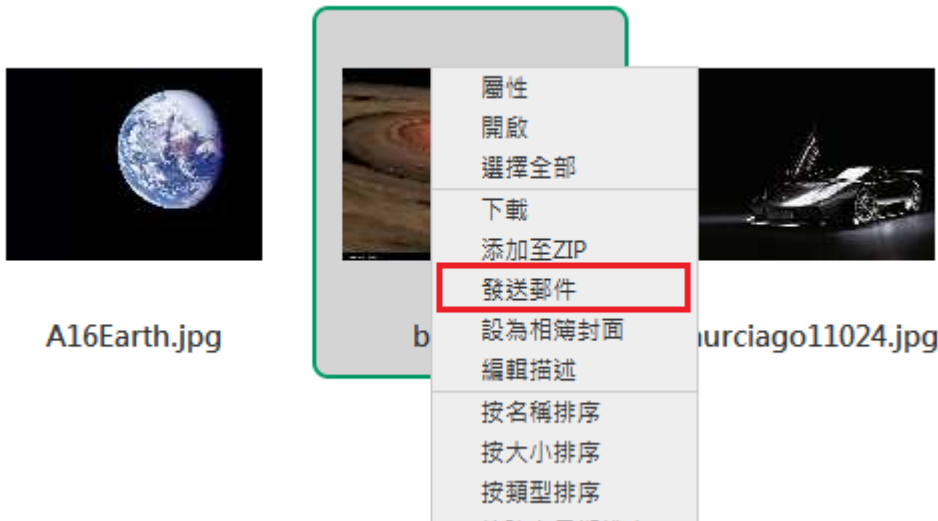 屬性
開啟
選擇全部
下載
添加至ZIP
發送郵件
設為相簿封面
編輯描述
按名稱排序
按大小排序
按類型排序
A16Earth.jpg
b
urciago11024.jpg